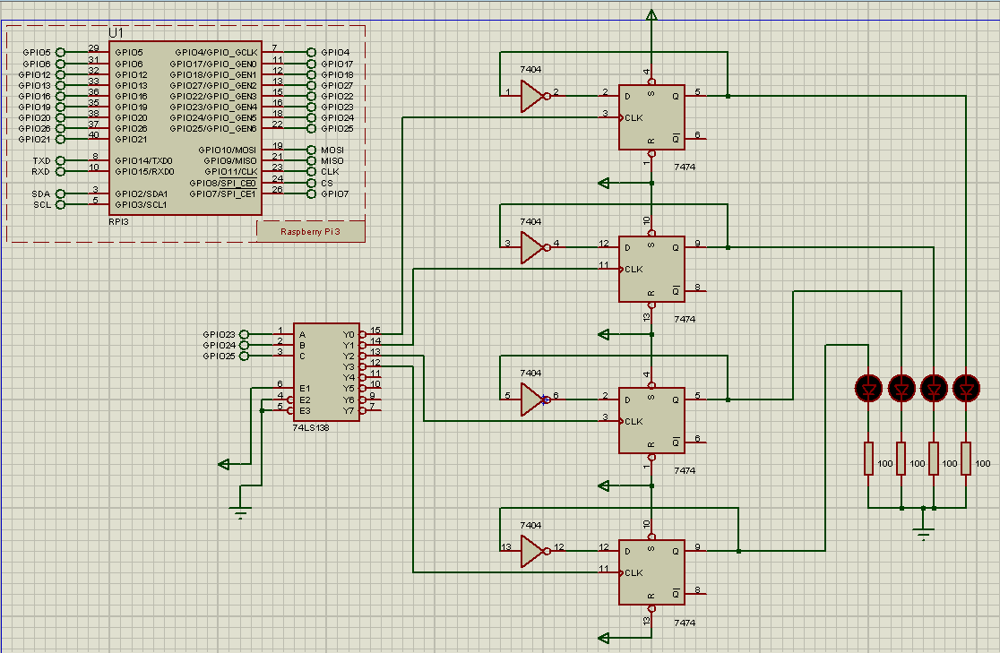 U1
GPIO5 29 GPIO5 GPIO4/GPIO_GCLK 7 GPIO4
GPIO6 31 GPIO6 GPIO17/GPIO_GEN0 11 GPIO17
GPIO12 32 GPIO12 GPIO18/GPIO_GEN1 12 GPIO18
GPIO13 33 GPIO13 GPIO27/GPIO_GEN2 13 GPIO27
GPIO16 36 GPIO16 GPIO22/GPIO_GEN3 15 GPIO22
GPIO19 35 GPIO19 GPIO23/GPIO_GEN4 16 GPIO23
GPIO20 38 GPIO20 GPIO24/GPIO_GEN5 18 GPIO24
GPIO26 37 GPIO26 GPIO25/GPIO_GEN6 22 GPIO25
GPIO21 40 GPIO21
GPIO10/MOSI 19 MOSI
TXD 8 GPIO14/TXD0 GPIO9/MISO 21 MISO
RXD 10 GPIO15/RXD0 GPIO11/CLK 23 CLK
GPIO8/SPI_CE0 24 CS
SDA 3 GPIO2/SDA1 GPIO7/SPI_CE1 26 GPIO7
SCL 5 GPIO3/SCL1
RPI3
Raspberry Pi 3
7404
4
1 2 2 D S Q 5
3 CLK
R Q 6
1
7474
7404
10
3 4 12 D S Q 9
11 CLK
R Q 8
13
7474
GPIO23 1 A Y0 15
GPIO24 2 B Y1 14
GPIO25 3 C Y2 13
Y3 12
Y4 11
6 E1 Y5 10
4 E2 Y6 9
5 E3 Y7 7
74LS138
7404
4
5 6 2 D S Q 5
3 CLK
R Q 6
1
7474
100 100 100 100
7404
10
13 12 12 D S Q 9
11 CLK
R Q 8
13
7474